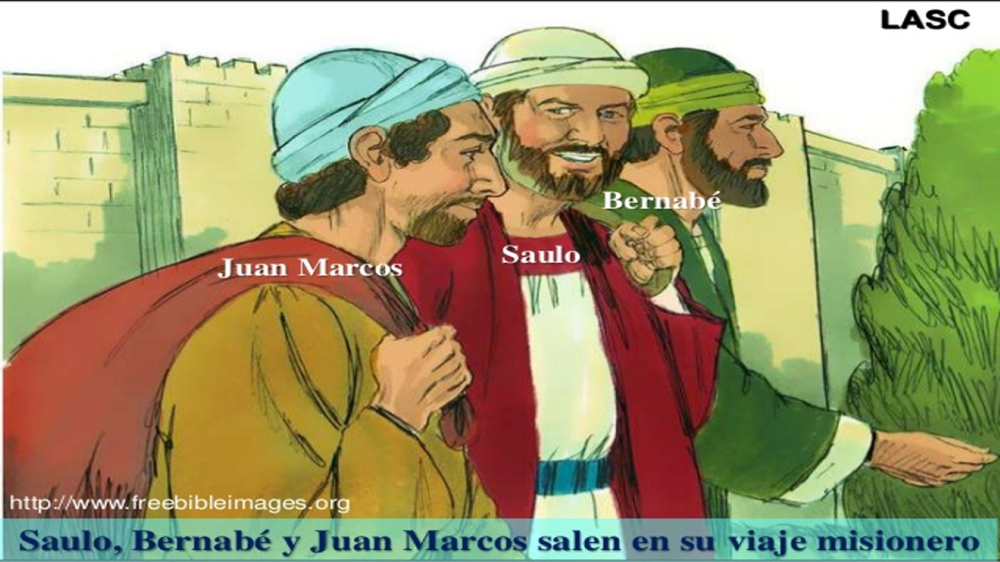 LASC
Bernabé
Saulo
Juan Marcos
http://www.freebibleimages.org
Saulo, Bernabé y Juan Marcos salen en su viaje misionero